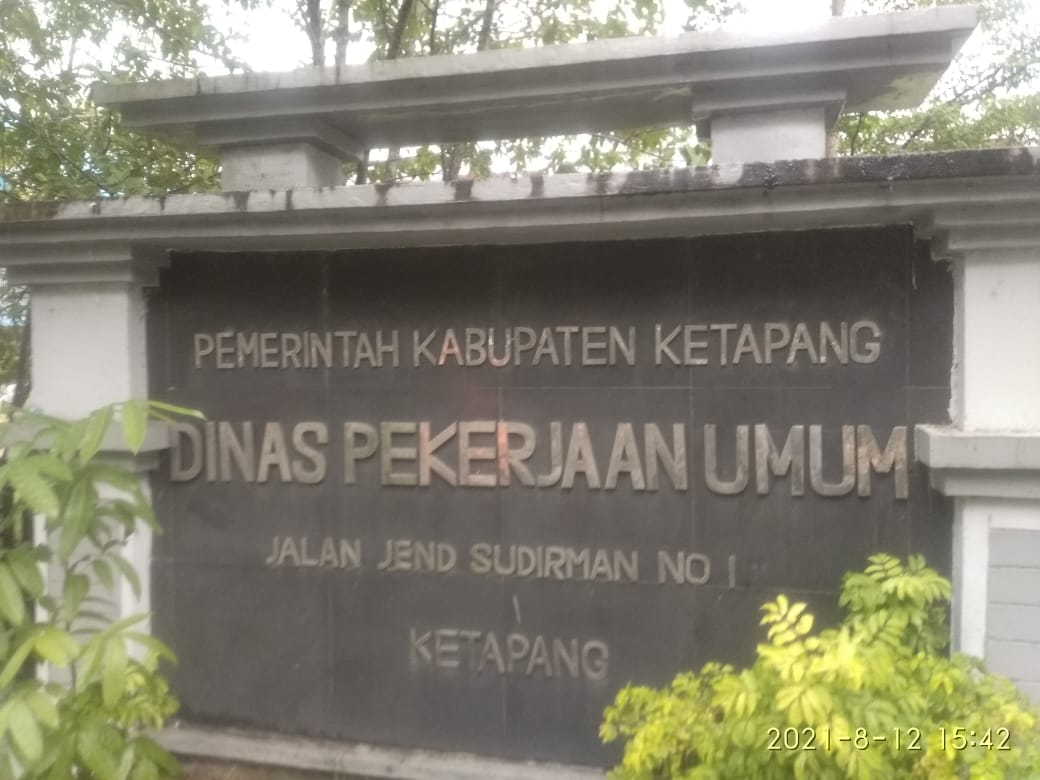 PEMERINTAH KABUPATEN KETAPANG
DINAS PEKERJAAN UMUM
JALAN JEND SUDIRMAN NO 1
KETAPANG
2021-8-12 15:42